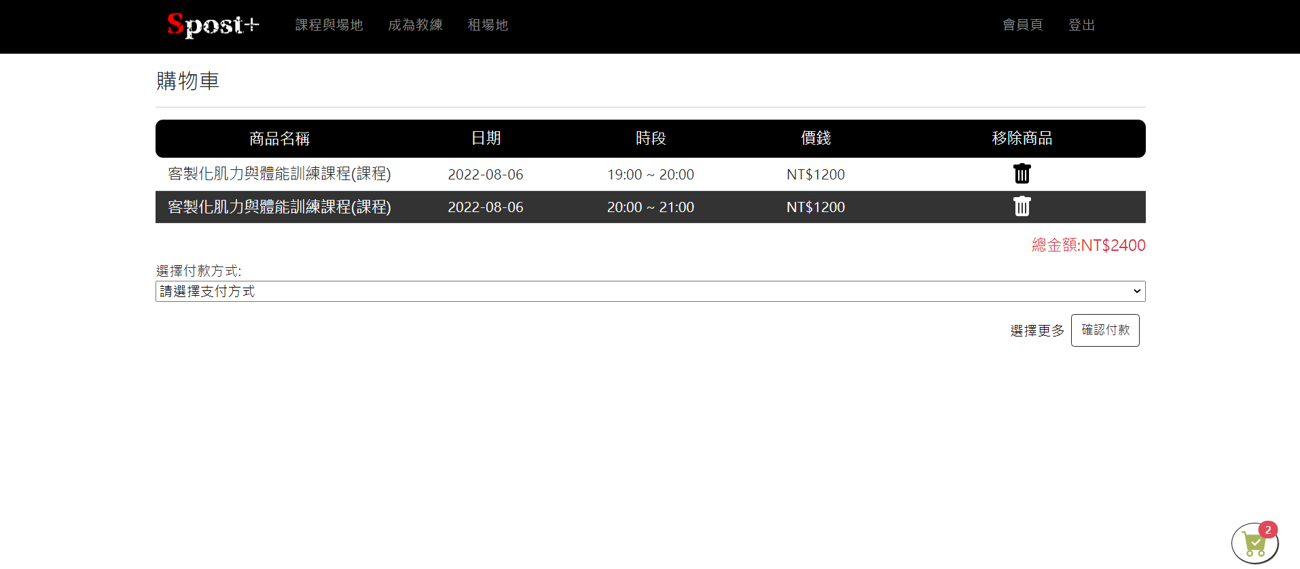 Spost+ 課程與場地 成為教練 租場地 會員頁 登出
購物車
商品名稱 日期 時段 價錢 移除商品
客製化肌力與體能訓練課程(課程) 2022-08-06 19:00 ~ 20:00 NT$1200
客製化肌力與體能訓練課程(課程) 2022-08-06 20:00 ~ 21:00 NT$1200
總金額:NT$2400
選擇付款方式:
請選擇支付方式
選擇更多 確認付款
2